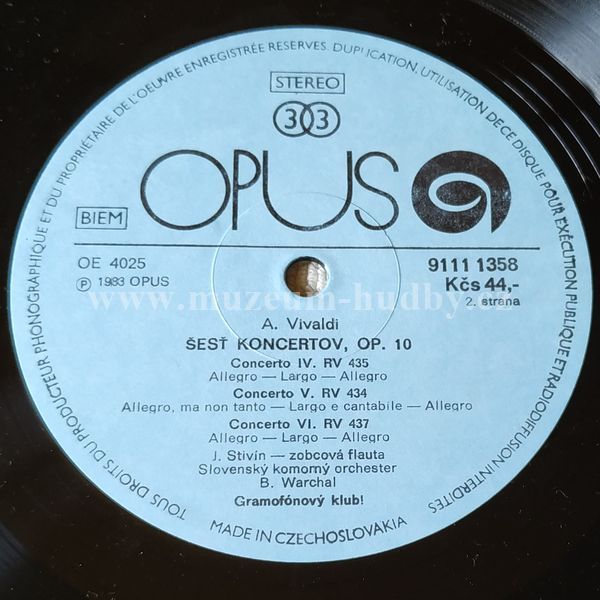 TOUS DROITS DU PRODUCTEUR PHONOGRAPHIQUE ET DU PROPRIÉTAIRE DE L'OEUVRE ENREGISTRÉE RESERVES. DUPLICATION, UTILISATION DE CE DISQUE POUR EXÉCUTION PUBLIQUE ET RADIODIFFUSION INTERDITES
STEREO
33
OPUS
BIEM
OE 4025
9111 1358
Ⓟ 1983 OPUS
Kčs 44,-
2. strana
www.muzeum-hudby.
A. Vivaldi
ŠESŤ KONCERTOV, OP. 10
Concerto IV. RV 435
Allegro — Largo — Allegro
Concerto V. RV 434
Allegro, ma non tanto — Largo e cantabile — Allegro
Concerto VI. RV 437
Allegro — Largo — Allegro
J. Stivín — zobcová flauta
Slovenský komorný orchester
B. Warchal
Gramofónový klub!
MADE IN CZECHOSLOVAKIA